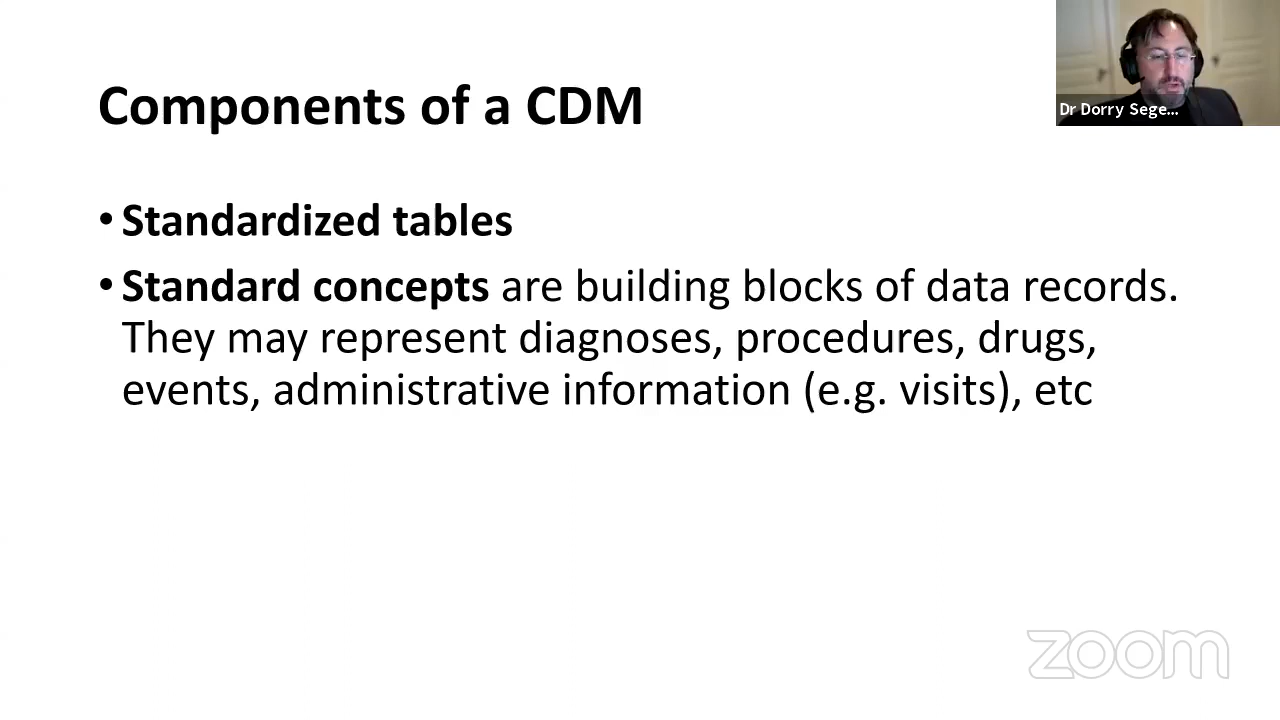 Components of a CDM
Dr Dorry Sege...
• Standardized tables
• Standard concepts are building blocks of data records.
They may represent diagnoses, procedures, drugs,
events, administrative information (e.g. visits), etc
zoom